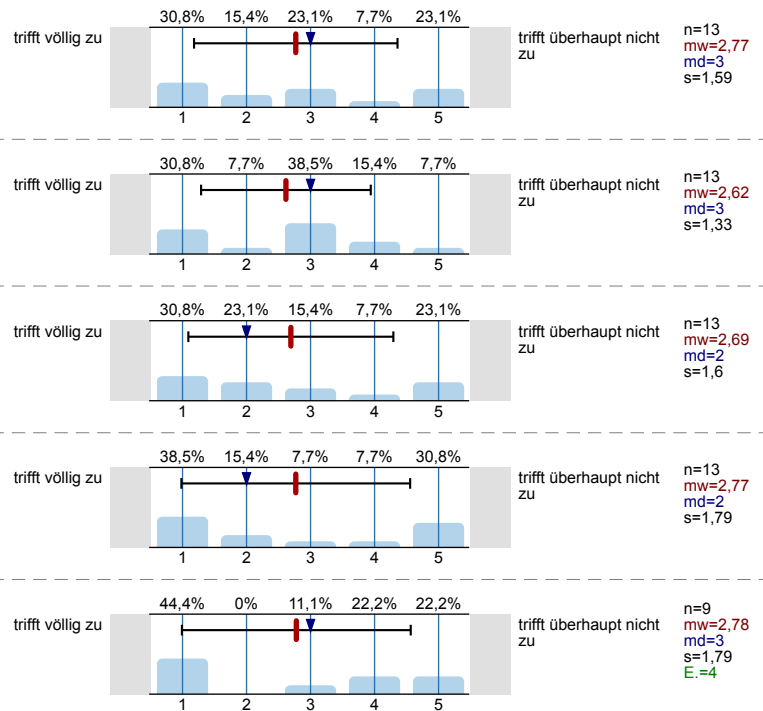 30,8% 15,4% 23,1% 7,7% 23,1%
trifft völlig zu
trifft überhaupt nicht
zu
n=13
mw=2,77
md=3
s=1,59
1 2 3 4 5
30,8% 7,7% 38,5% 15,4% 7,7%
trifft völlig zu
trifft überhaupt nicht
zu
n=13
mw=2,62
md=3
s=1,33
1 2 3 4 5
30,8% 23,1% 15,4% 7,7% 23,1%
trifft völlig zu
trifft überhaupt nicht
zu
n=13
mw=2,69
md=2
s=1,6
1 2 3 4 5
38,5% 15,4% 7,7% 7,7% 30,8%
trifft völlig zu
trifft überhaupt nicht
zu
n=13
mw=2,77
md=2
s=1,79
1 2 3 4 5
44,4% 0% 11,1% 22,2% 22,2%
trifft völlig zu
trifft überhaupt nicht
zu
n=9
mw=2,78
md=3
s=1,79
E.=4
1 2 3 4 5